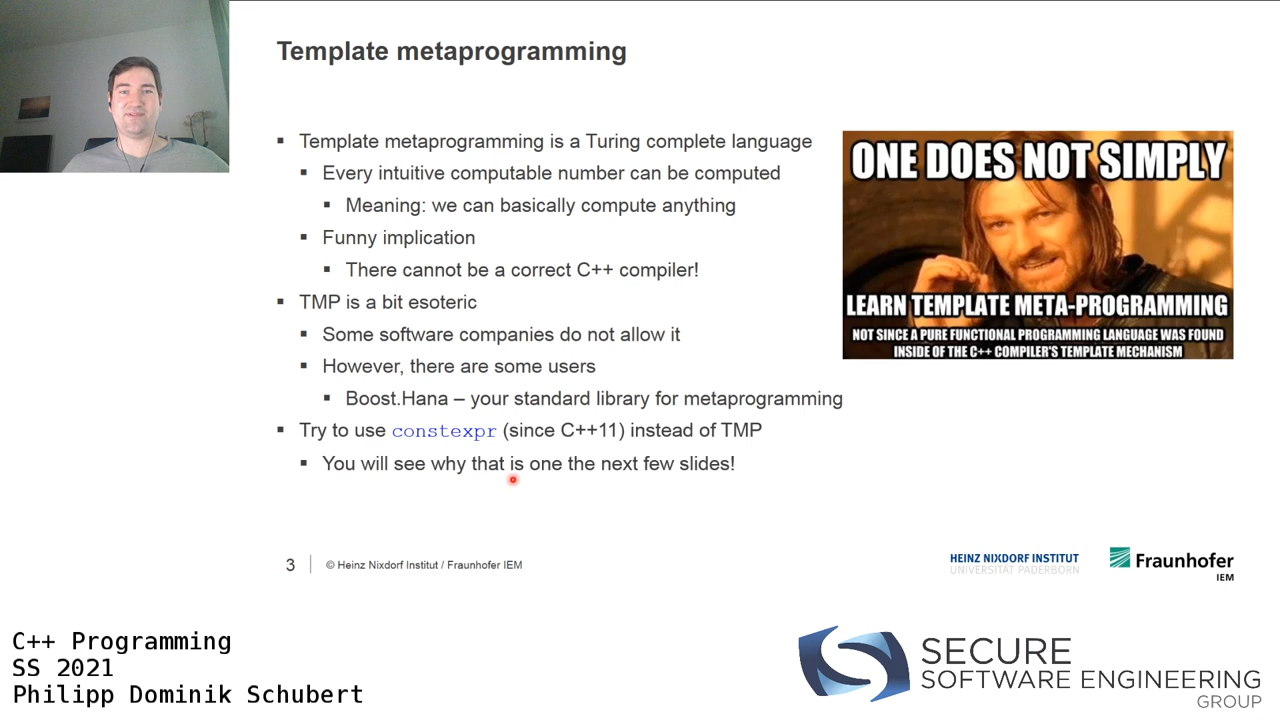 Template metaprogramming
Template metaprogramming is a Turing complete language
Every intuitive computable number can be computed
Meaning: we can basically compute anything
Funny implication
There cannot be a correct C++ compiler!
TMP is a bit esoteric
Some software companies do not allow it
However, there are some users
Boost.Hana – your standard library for metaprogramming
Try to use constexpr (since C++11) instead of TMP
You will see why that is one the next few slides!
ONE DOES NOT SIMPLY
LEARN TEMPLATE META-PROGRAMMING
NOT SINCE A PURE FUNCTIONAL PROGRAMMING LANGUAGE WAS FOUND
INSIDE OF THE C++ COMPILER'S TEMPLATE MECHANISM
3
© Heinz Nixdorf Institut / Fraunhofer IEM
HEINZ NIXDORF INSTITUT
UNIVERSITÄT PADERBORN
Fraunhofer
IEM
C++ Programming
SS 2021
Philipp Dominik Schubert
SECURE
SOFTWARE ENGINEERING
GROUP